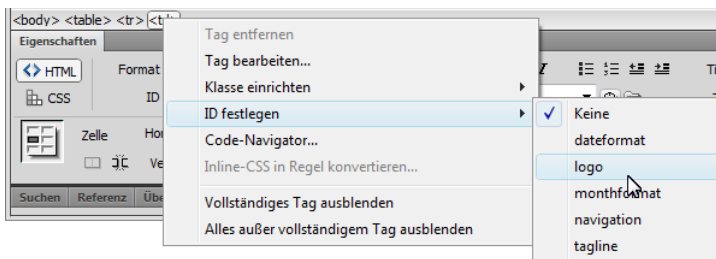 <body> <table> <tr> <td>
Eigenschaften
HTML
Format
CSS
ID
Zelle
Suchen
Referenz
Tag entfernen
Tag bearbeiten...
Klasse einrichten
ID festlegen
Code-Navigator...
Inline-CSS in Regel konvertieren...
Vollständiges Tag ausblenden
Alles außer vollständigem Tag ausblenden
Keine
dateformat
logo
monthformat
navigation
tagline